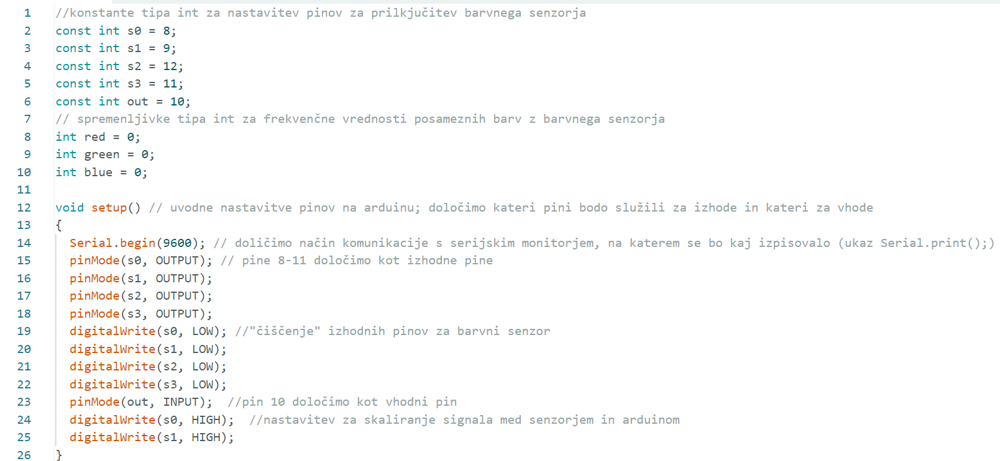 1 //konstante tipa int za nastavitev pinov za prilkjučitev barvnega senzorja
2 const int s0 = 8;
3 const int s1 = 9;
4 const int s2 = 12;
5 const int s3 = 11;
6 const int out = 10;
7 // spremenljivke tipa int za frekvenčne vrednosti posameznih barv z barvnega senzorja
8 int red = 0;
9 int green = 0;
10 int blue = 0;
11
12 void setup() // uvodne nastavitve pinov na arduinu; določimo kateri pini bodo služili za izhode in kateri za vhode
13 {
14   Serial.begin(9600); // doličimo način komunikacije s serijskim monitorjem, na katerem se bo kaj izpisovalo (ukaz Serial.print();)
15   pinMode(s0, OUTPUT); // pine 8-11 določimo kot izhodne pine
16   pinMode(s1, OUTPUT);
17   pinMode(s2, OUTPUT);
18   pinMode(s3, OUTPUT);
19   digitalWrite(s0, LOW); //"čiščenje" izhodnih pinov za barvni senzor
20   digitalWrite(s1, LOW);
21   digitalWrite(s2, LOW);
22   digitalWrite(s3, LOW);
23   pinMode(out, INPUT);  //pin 10 določimo kot vhodni pin
24   digitalWrite(s0, HIGH);  //nastavitev za skaliranje signala med senzorjem in arduinom
25   digitalWrite(s1, HIGH);
26 }